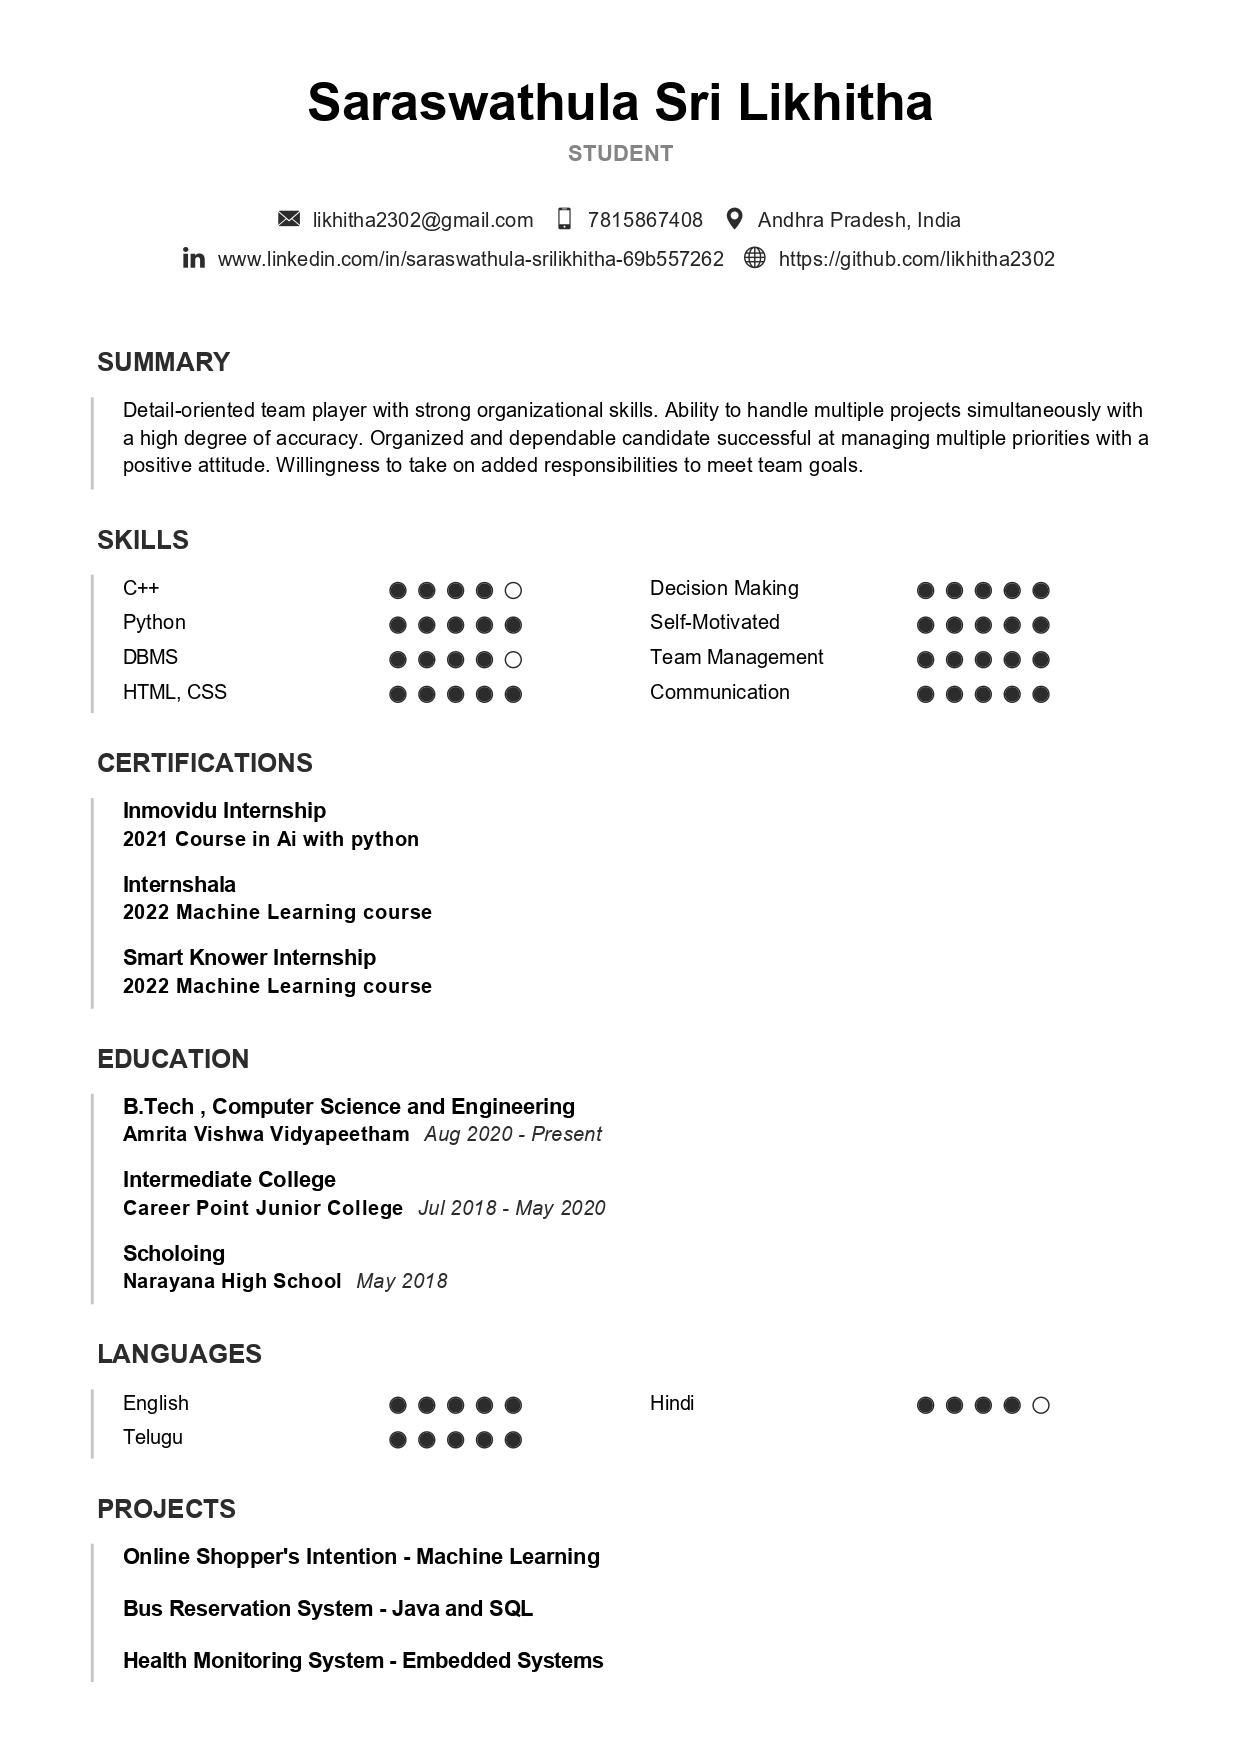 Saraswathula Sri Likhitha
STUDENT
likhitha2302@gmail.com 7815867408 Andhra Pradesh, India
www.linkedin.com/in/saraswathula-srilikhitha-69b557262 https://github.com/likhitha2302
SUMMARY
Detail-oriented team player with strong organizational skills. Ability to handle multiple projects simultaneously with
a high degree of accuracy. Organized and dependable candidate successful at managing multiple priorities with a
positive attitude. Willingness to take on added responsibilities to meet team goals.
SKILLS
C++ Decision Making
Python Self-Motivated
DBMS Team Management
HTML, CSS Communication
CERTIFICATIONS
Inmovidu Internship
2021 Course in Ai with python
Internshala
2022 Machine Learning course
Smart Knower Internship
2022 Machine Learning course
EDUCATION
B.Tech , Computer Science and Engineering
Amrita Vishwa Vidyapeetham Aug 2020 - Present
Intermediate College
Career Point Junior College Jul 2018 - May 2020
Scholoing
Narayana High School May 2018
LANGUAGES
English Hindi
Telugu
PROJECTS
Online Shopper's Intention - Machine Learning
Bus Reservation System - Java and SQL
Health Monitoring System - Embedded Systems